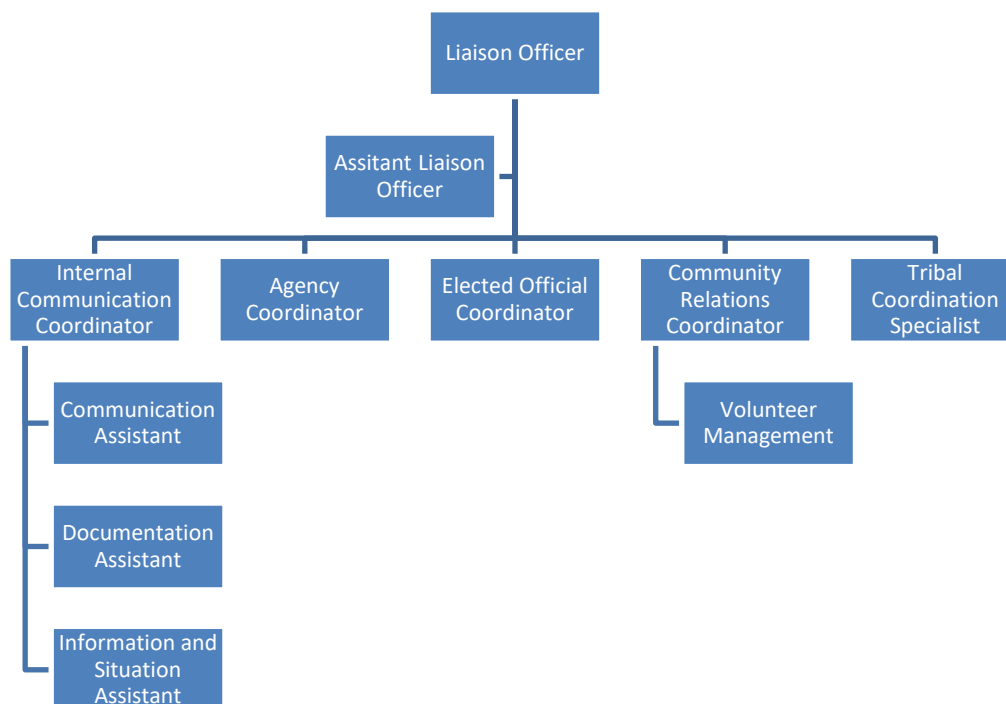 Liaison Officer
Assitant Liaison
Officer
Internal
Communication
Coordinator
Agency
Coordinator
Elected Official
Coordinator
Community
Relations
Coordinator
Tribal
Coordination
Specialist
Communication
Assistant
Volunteer
Management
Documentation
Assistant
Information and
Situation
Assistant